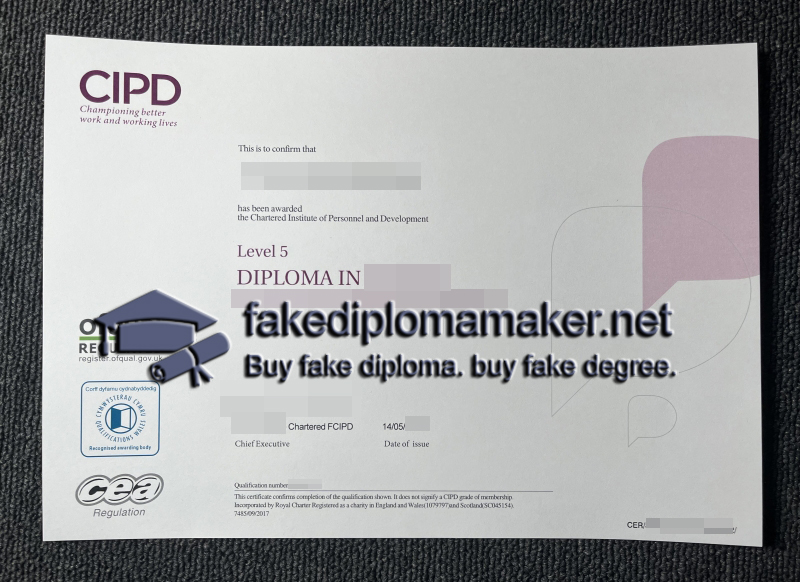 CIPD
Championing better
work and working lives
This is to confirm that
has been awarded
the Chartered Institute of Personnel and Development
Level 5
DIPLOMA IN
fakediplomamaker.net
Buy fake diploma. buy fake degree.
register.ofqual.gov.uk
Corff dyfarnu cydnabyddedig
CYMWYSTERAU CYMRU
QUALIFICATIONS WALES
Recognised awarding body
Chartered FCIPD
14/05/
Chief Executive
Date of issue
cea
Regulation
Qualification number
This certificate confirms completion of the qualification shown. It does not signify a CIPD grade of membership.
Incorporated by Royal Charter Registered as a charity in England and Wales(1079797)and Scotland(SC045154).
7485/09/2017
CER/